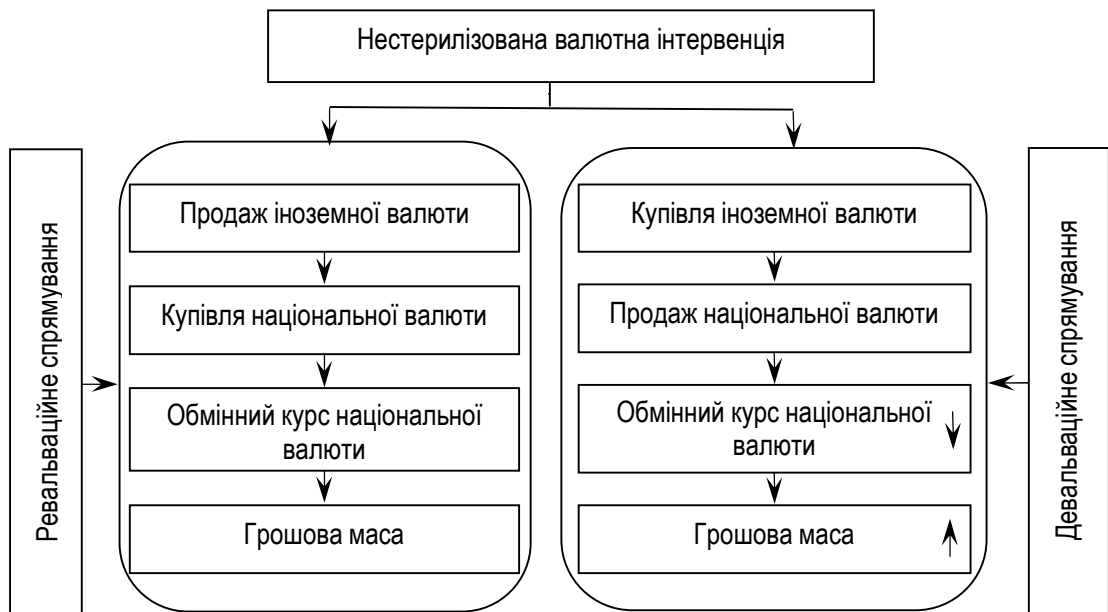 Нестерилізована валютна інтервенція
Ревальваційне спрямування
Продаж іноземної валюти
Купівля національної валюти
Обмінний курс національної
валюти
Грошова маса
Купівля іноземної валюти
Продаж національної валюти
Обмінний курс національної
валюти
Грошова маса
Девальваційне спрямування